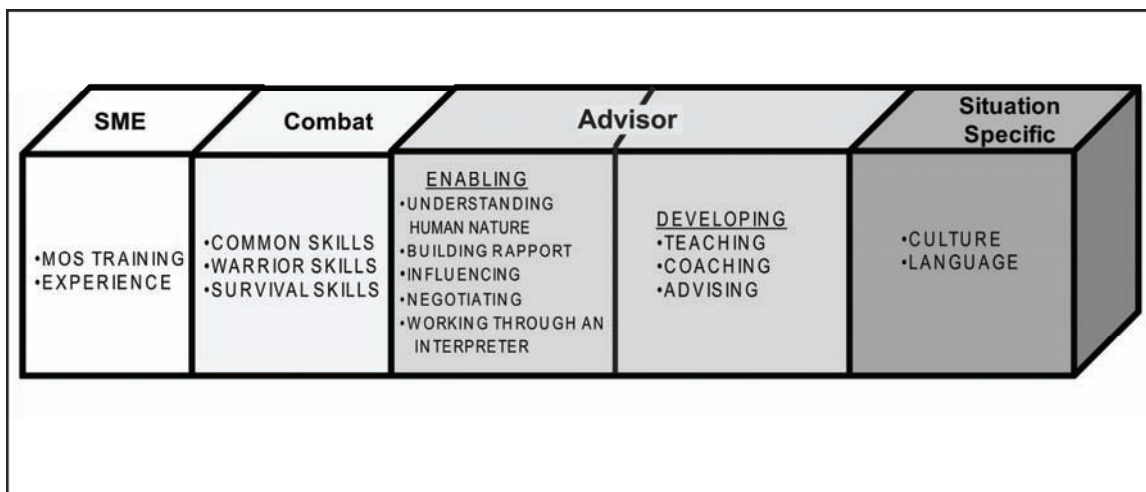 SME
Combat
Advisor
Situation
Specific
•MOS TRAINING
•EXPERIENCE
•COMMON SKILLS
•WARRIOR SKILLS
•SURVIVAL SKILLS
ENABLING
•UNDERSTANDING
HUMAN NATURE
•BUILDING RAPPORT
•INFLUENCING
•NEGOTIATING
•WORKING THROUGH AN
INTERPRETER
DEVELOPING
•TEACHING
•COACHING
•ADVISING
•CULTURE
•LANGUAGE